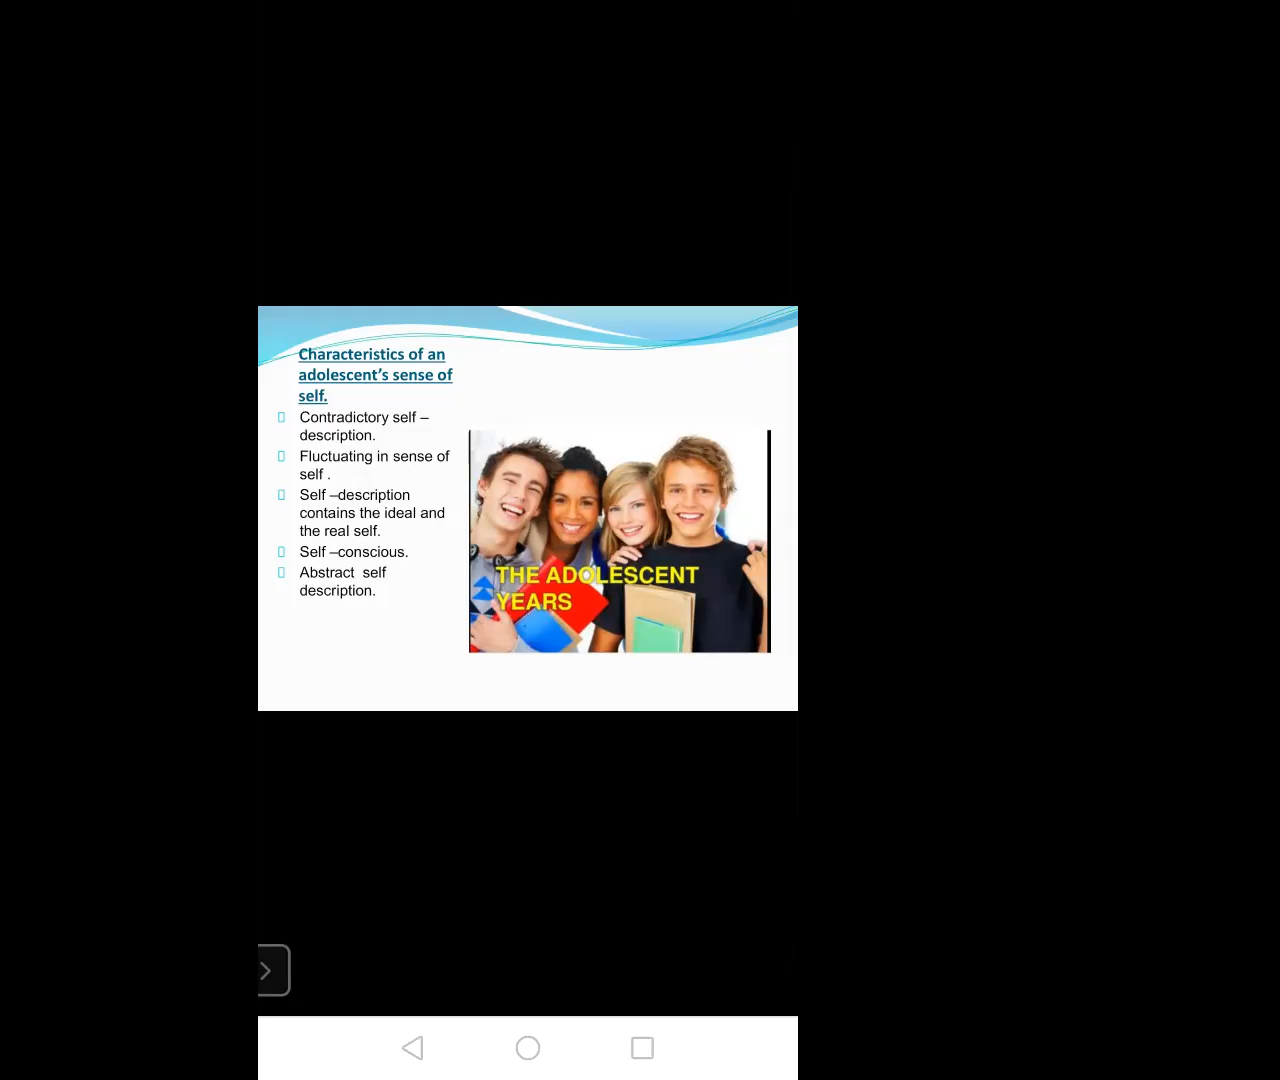 Characteristics of an
adolescent's sense of
self.
Contradictory self –
description.
Fluctuating in sense of
self .
Self –description
contains the ideal and
the real self.
Self –conscious.
Abstract  self
description.
THE ADOLESCENT
YEARS